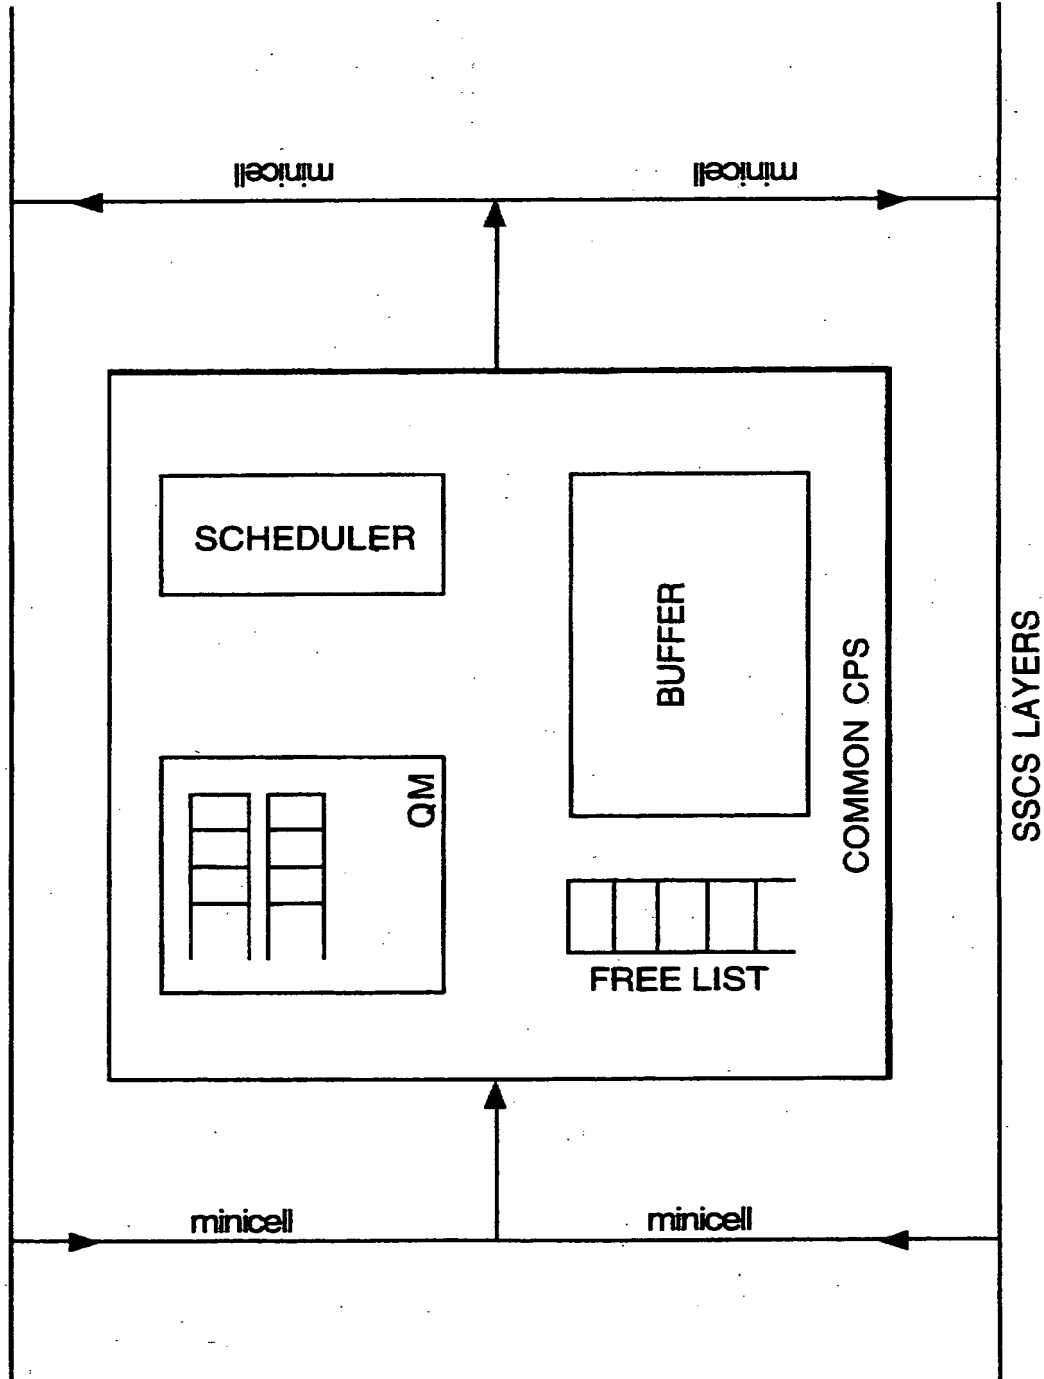 minicell
minicell
SCHEDULER
BUFFER
QM
COMMON CPS
SSCS LAYERS
FREE LIST
minicell
minicell